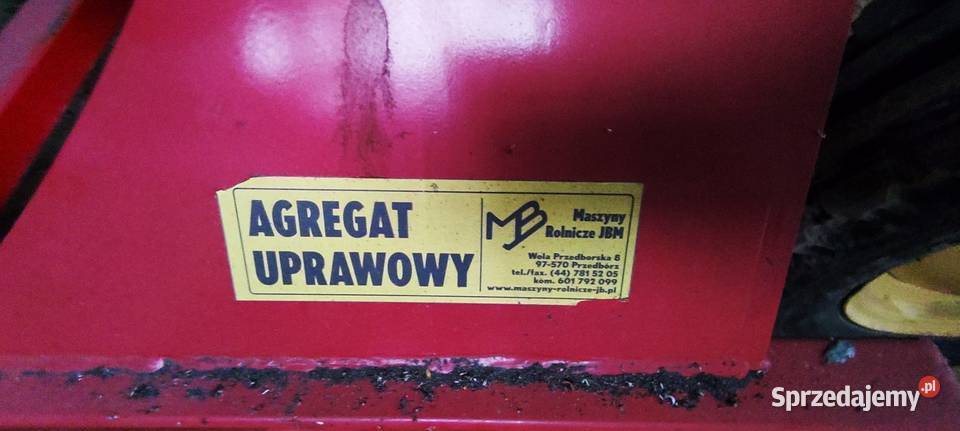 AGREGAT
UPRAWOWY
MJB
Maszyny
Rolnicze JBM
Wola Przedborska 8
97-570 Przedbórz
tel./fax. (44) 781 52 05
kom. 601 792 099
www.maszyny-rolnicze-jb.pl
Sprzedajemy.pl